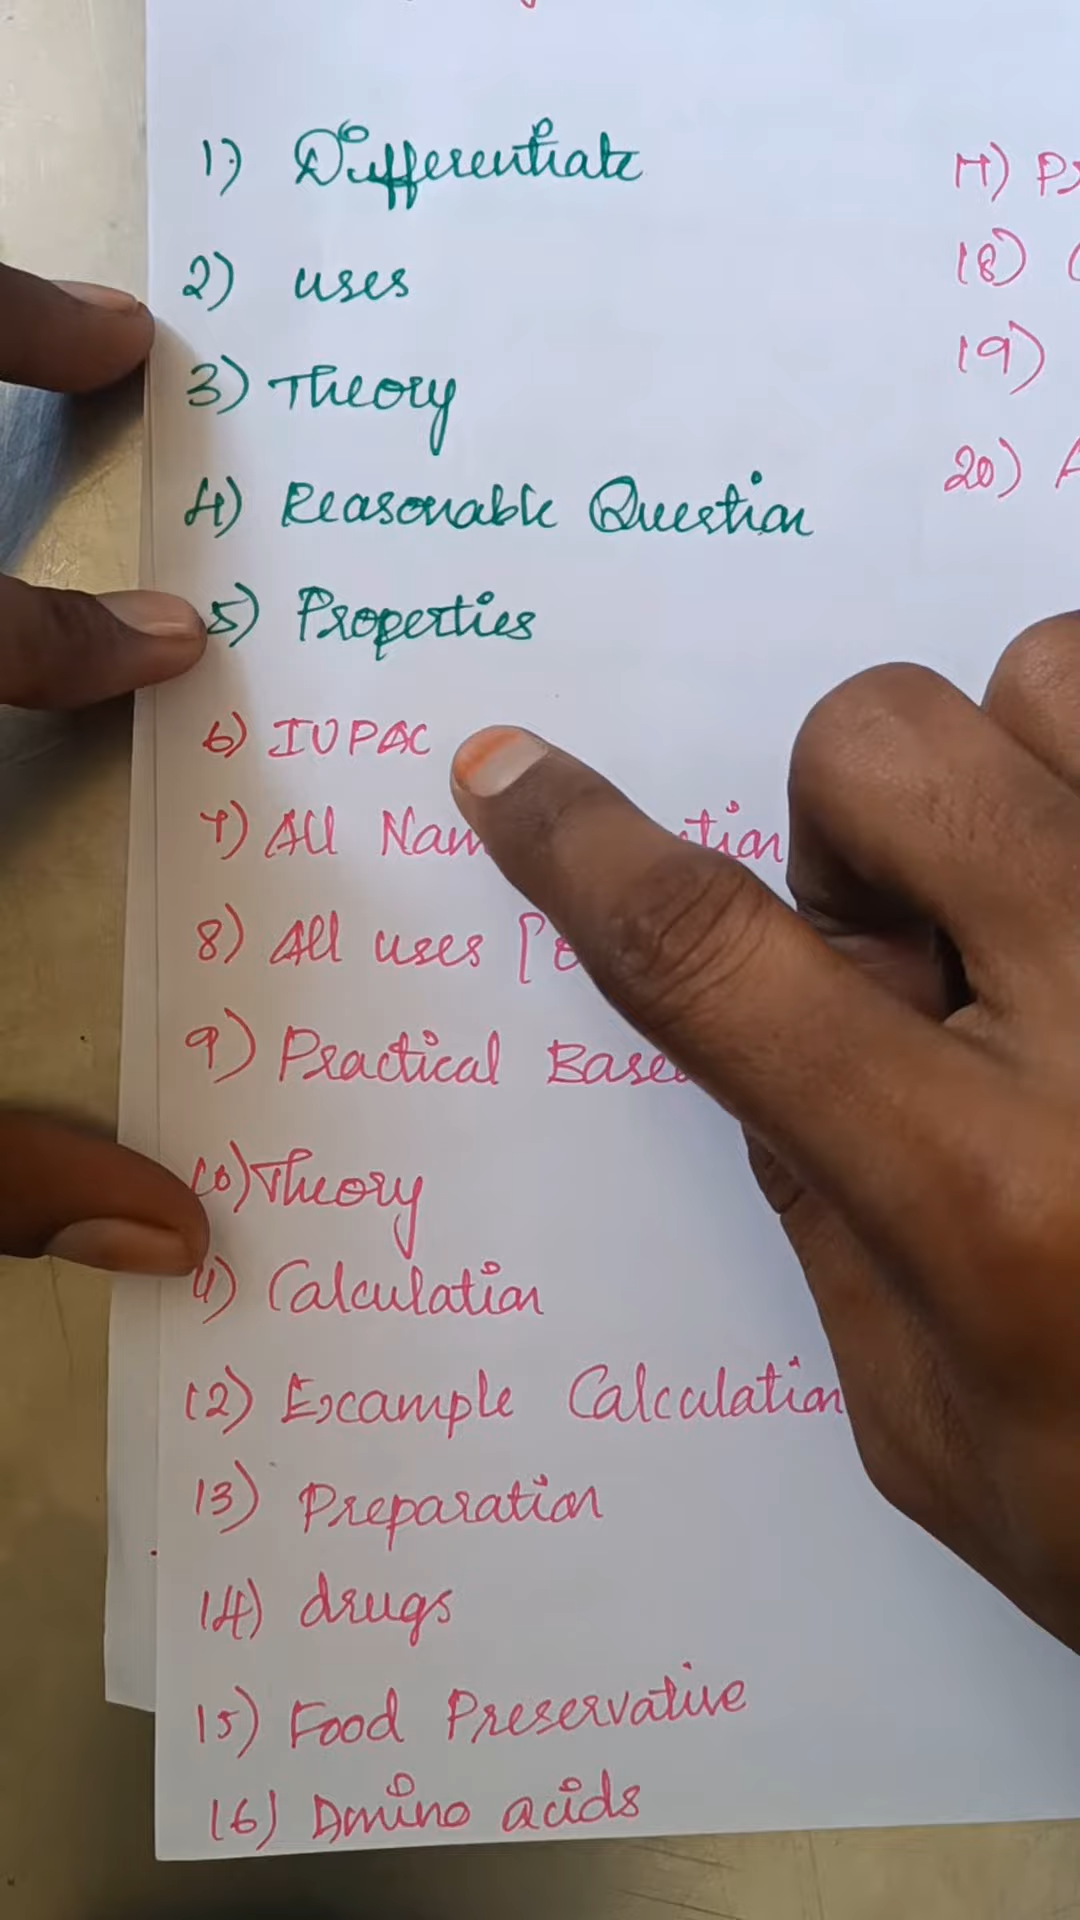 1) Differentiate
2) uses
3) Theory
4) Reasonable Question
5) Properties
6) IUPAC
7) All
8) All uses [
9) Practical Based
10) Theory
11) Calculation
12) Example Calculation
13) Preparation
14) drugs
15) Food Preservative
16) Amino acids
17)
18)
19)
20)